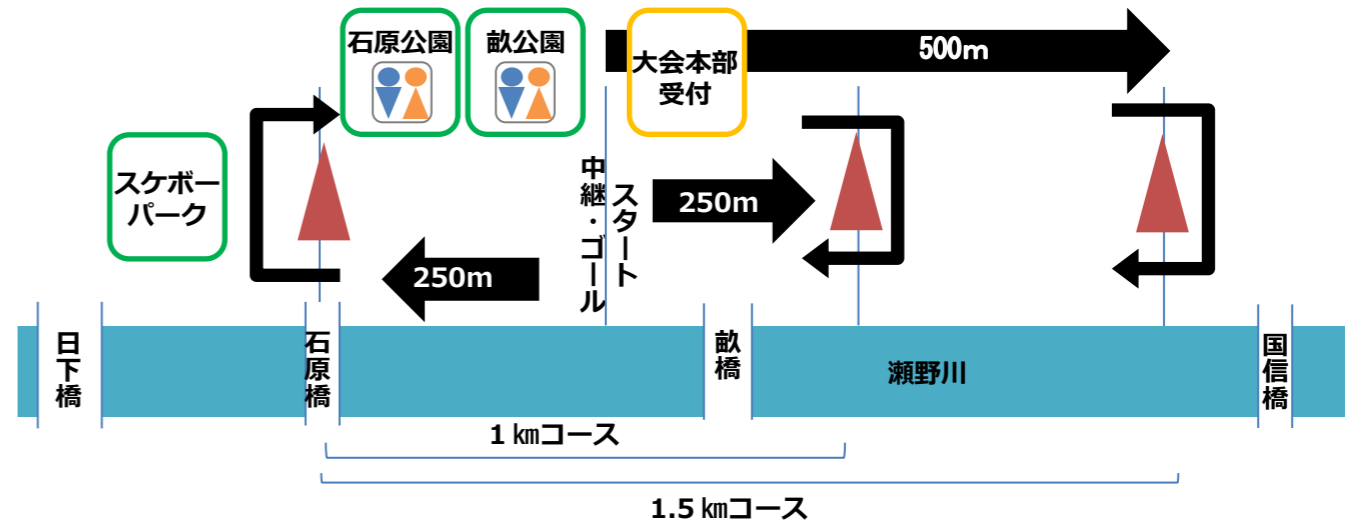 石原公園
畝公園
大会本部
受付
500ｍ
スケボー
パーク
中継・ゴール
スタート
250m
250m
日下橋
石原橋
畝橋
瀬野川
国信橋
1㎞コース
1.5㎞コース